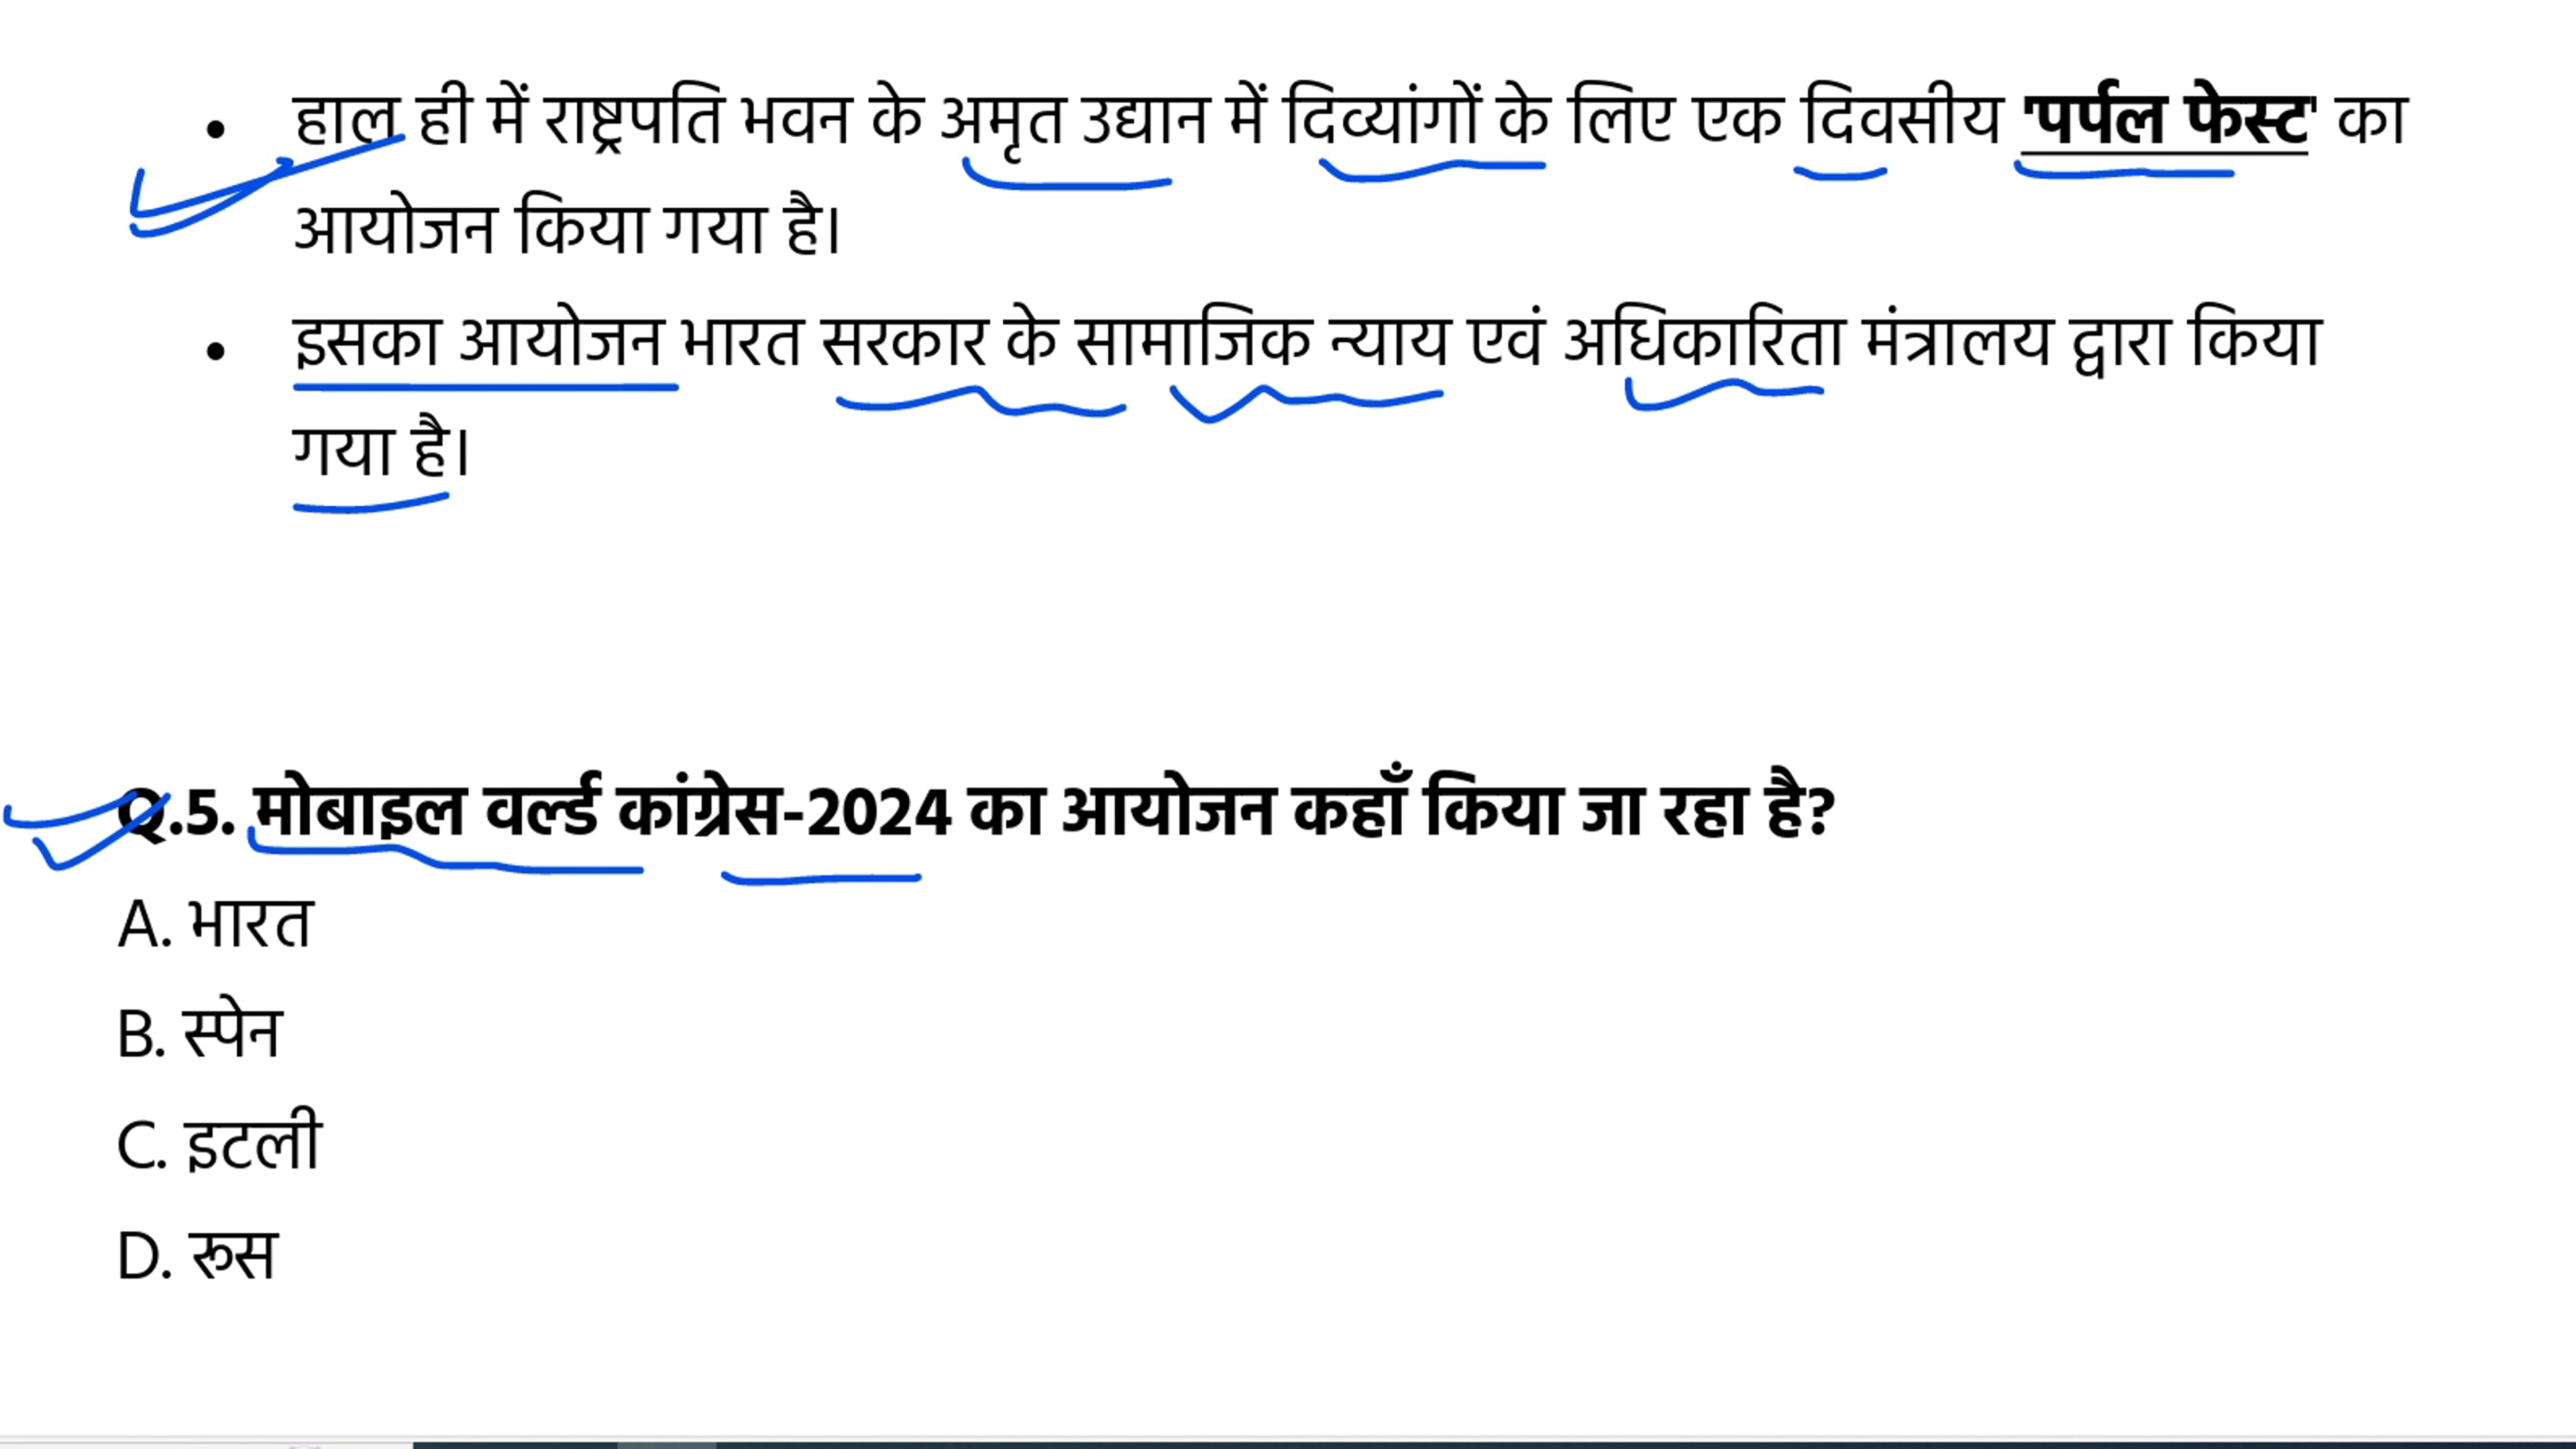 • हाल ही में राष्ट्रपति भवन के अमृत उद्यान में दिव्यांगों के लिए एक दिवसीय 'पर्पल फेस्ट' का
आयोजन किया गया है।
• इसका आयोजन भारत सरकार के सामाजिक न्याय एवं अधिकारिता मंत्रालय द्वारा किया
गया है।
Q.5. मोबाइल वर्ल्ड कांग्रेस-2024 का आयोजन कहाँ किया जा रहा है?
A. भारत
B. स्पेन
C. इटली
D. रूस